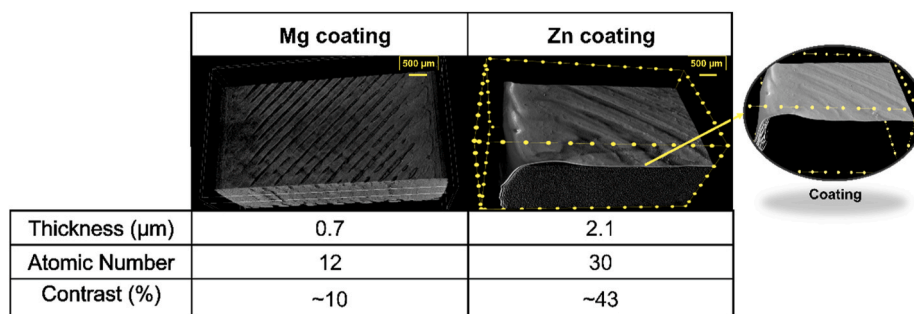 Mg coating Zn coating
500 µm 500 µm
Coating
Thickness (µm) 0.7 2.1
Atomic Number 12 30
Contrast (%) ~10 ~43